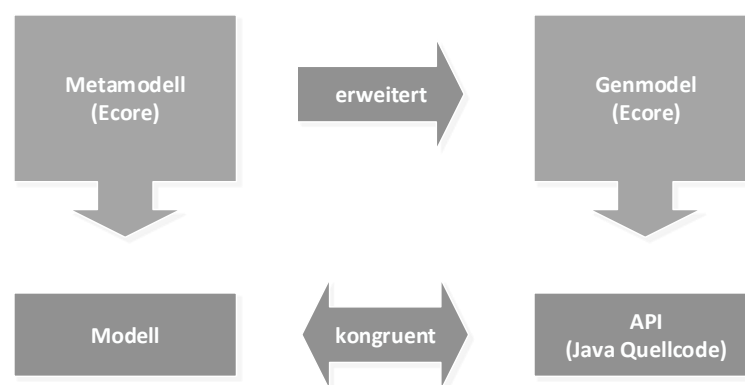 Metamodell
(Ecore)
erweitert
Genmodel
(Ecore)
Modell
kongruent
API
(Java Quellcode)